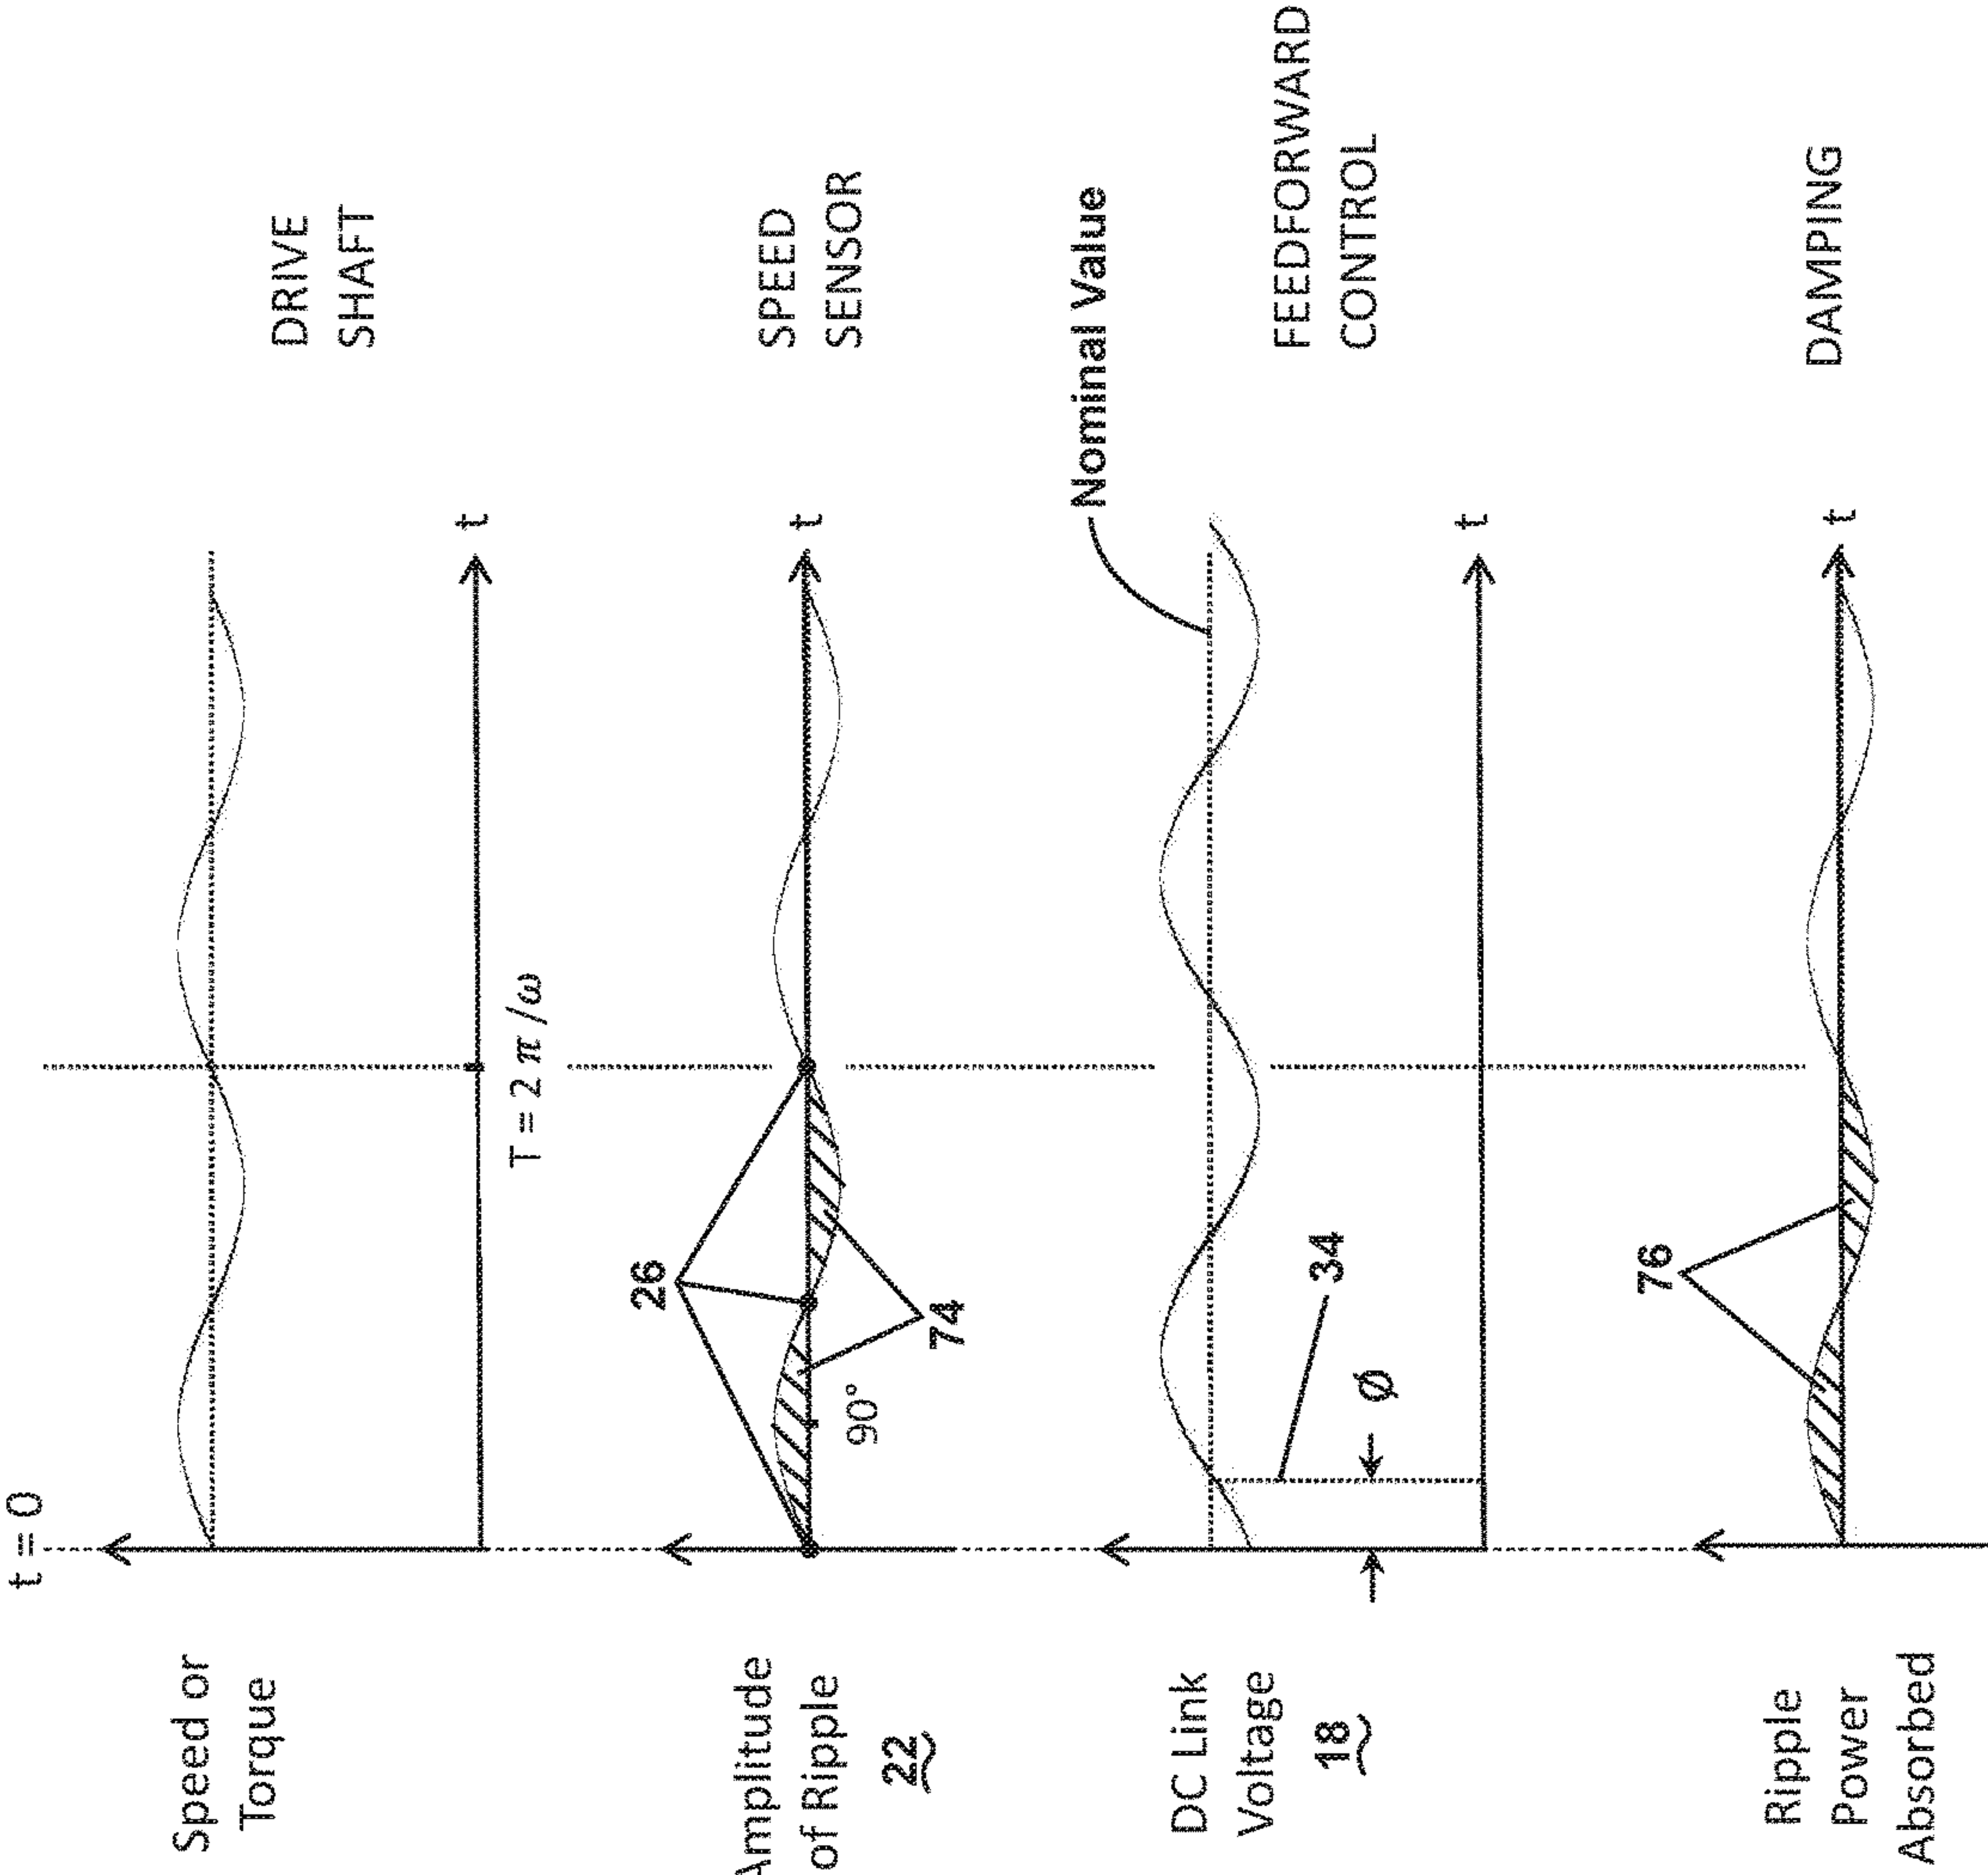 t = 0
Speed or
Torque
DRIVE
SHAFT
t
T = 2 π / ω
Amplitude
of Ripple
22
26
74
90°
t
SPEED
SENSOR
Nominal Value
DC Link
Voltage
18
34
Ø
t
FEEDFORWARD
CONTROL
Ripple
Power
Absorbed
76
t
DAMPING